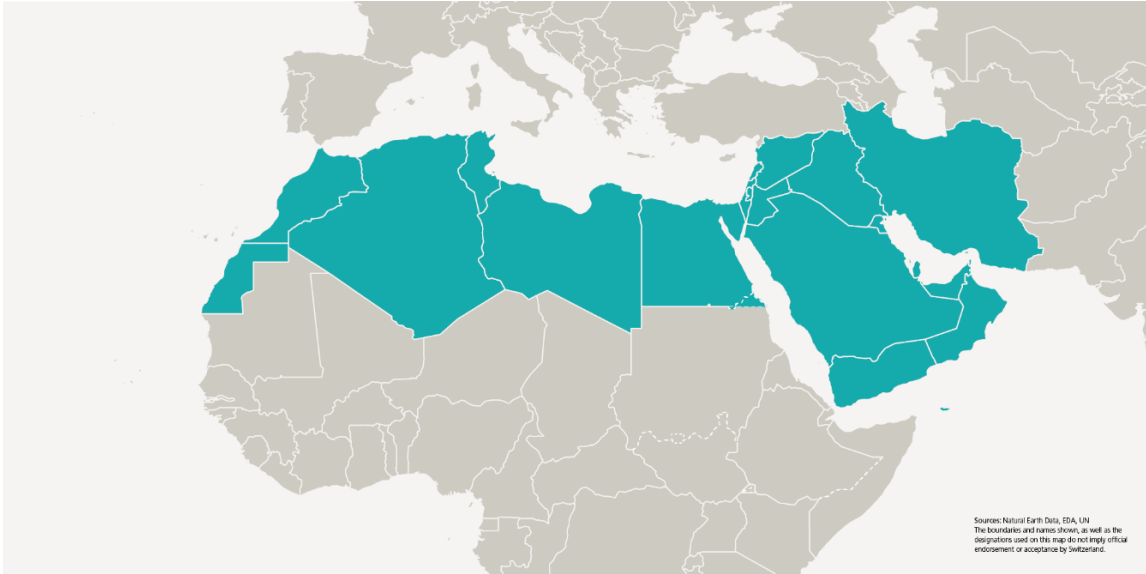 Sources: Natural Earth Data, EDA, UN
The boundaries and names shown, as well as the
designations used on this map do not imply official
endorsement or acceptance by Switzerland.